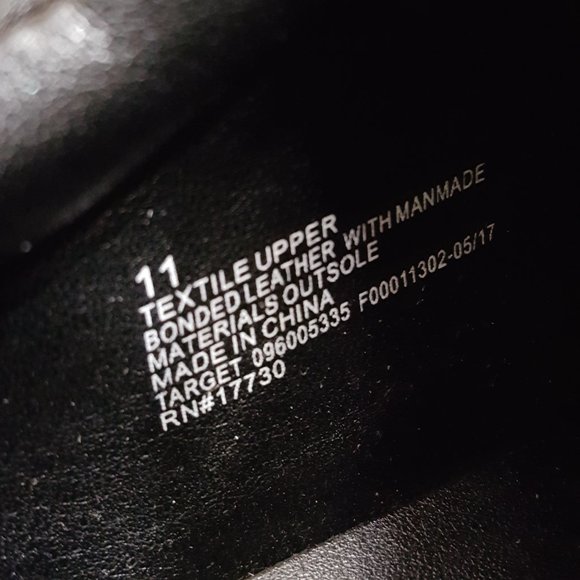 11
TEXTILE UPPER
BONDED LEATHER WITH MANMADE
MATERIALS OUTSOLE
MADE IN CHINA
TARGET 096005335 F00011302-05/17
RN#17730